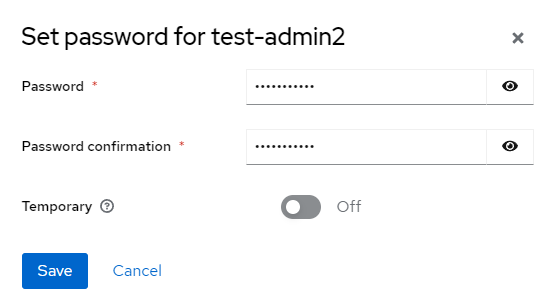 Set password for test-admin2
Password *
•••••••••••
Password confirmation *
•••••••••••
Temporary
Off
Save Cancel